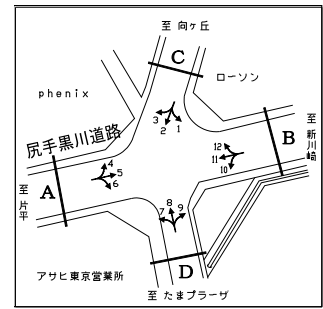 至 向ヶ丘
C
ローソン
phenix
3
2
1
尻手黒川道路
B
至 新川崎
12
11
10
4
5
6
A
至 片平
7
8
9
アサヒ東京営業所
D
至 たまプラーザ